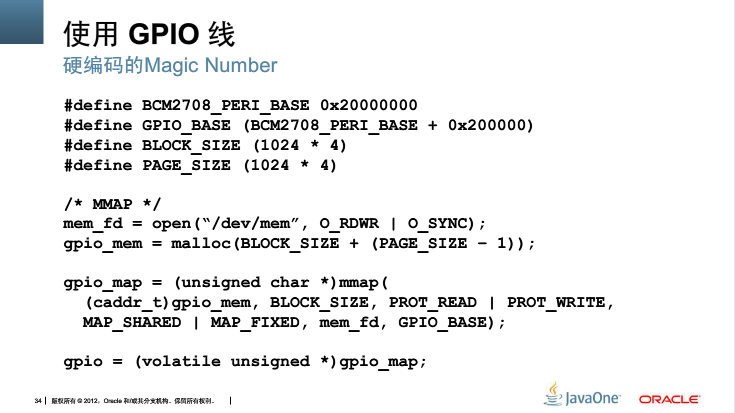 使用 GPIO 线
硬编码的Magic Number
#define BCM2708_PERI_BASE 0x20000000
#define GPIO_BASE (BCM2708_PERI_BASE + 0x200000)
#define BLOCK_SIZE (1024 * 4)
#define PAGE_SIZE (1024 * 4)
/* MMAP */
mem_fd = open(“/dev/mem”, O_RDWR | O_SYNC);
gpio_mem = malloc(BLOCK_SIZE + (PAGE_SIZE – 1));
gpio_map = (unsigned char *)mmap(
(caddr_t)gpio_mem, BLOCK_SIZE, PROT_READ | PROT_WRITE,
MAP_SHARED | MAP_FIXED, mem_fd, GPIO_BASE);
gpio = (volatile unsigned *)gpio_map;
34 | 版权所有 © 2012，Oracle 和/或其分支机构。保留所有权利。 |
JavaOne™ ORACLE®